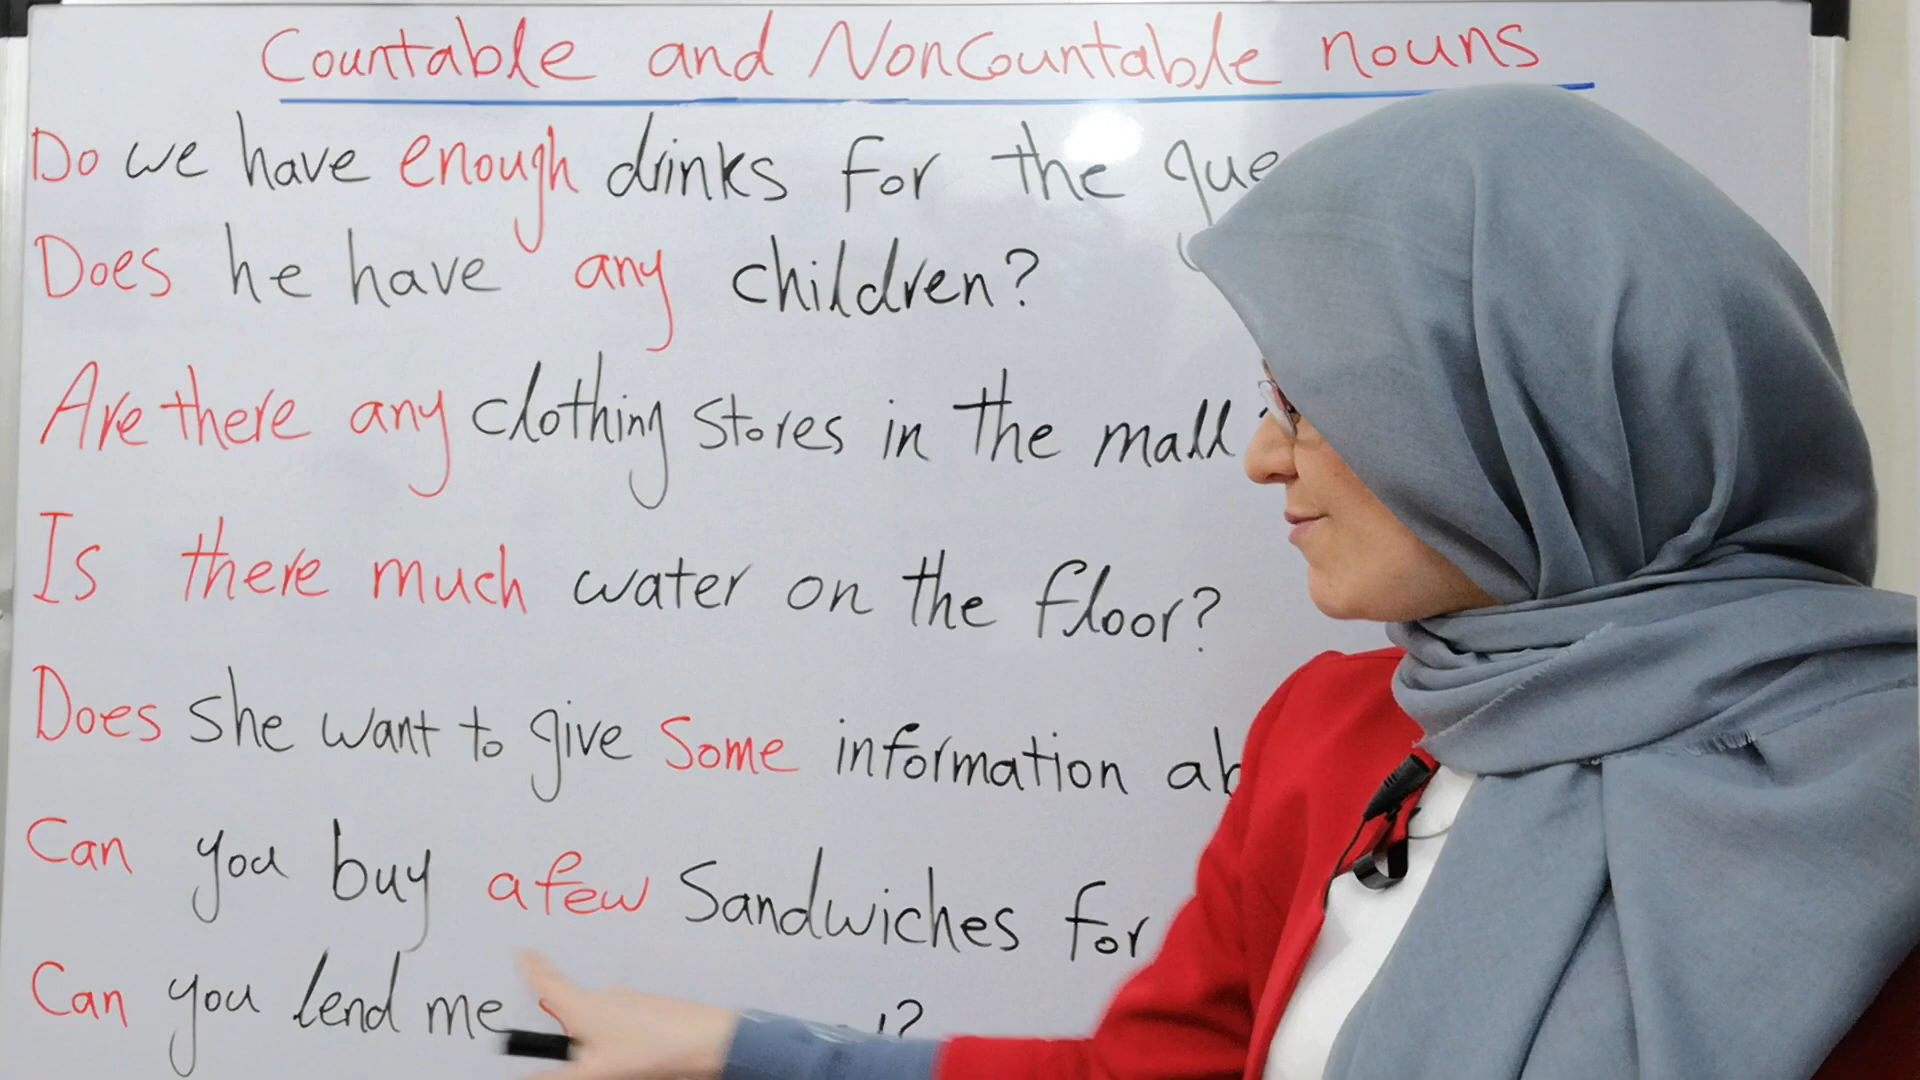 Countable and NonCountable nouns
Do we have enough drinks for the
Does he have any children?
Are there any clothing stores in the mall
Is there much water on the floor?
Does she want to give some information
Can you buy a few Sandwiches for
Can you lend me ?